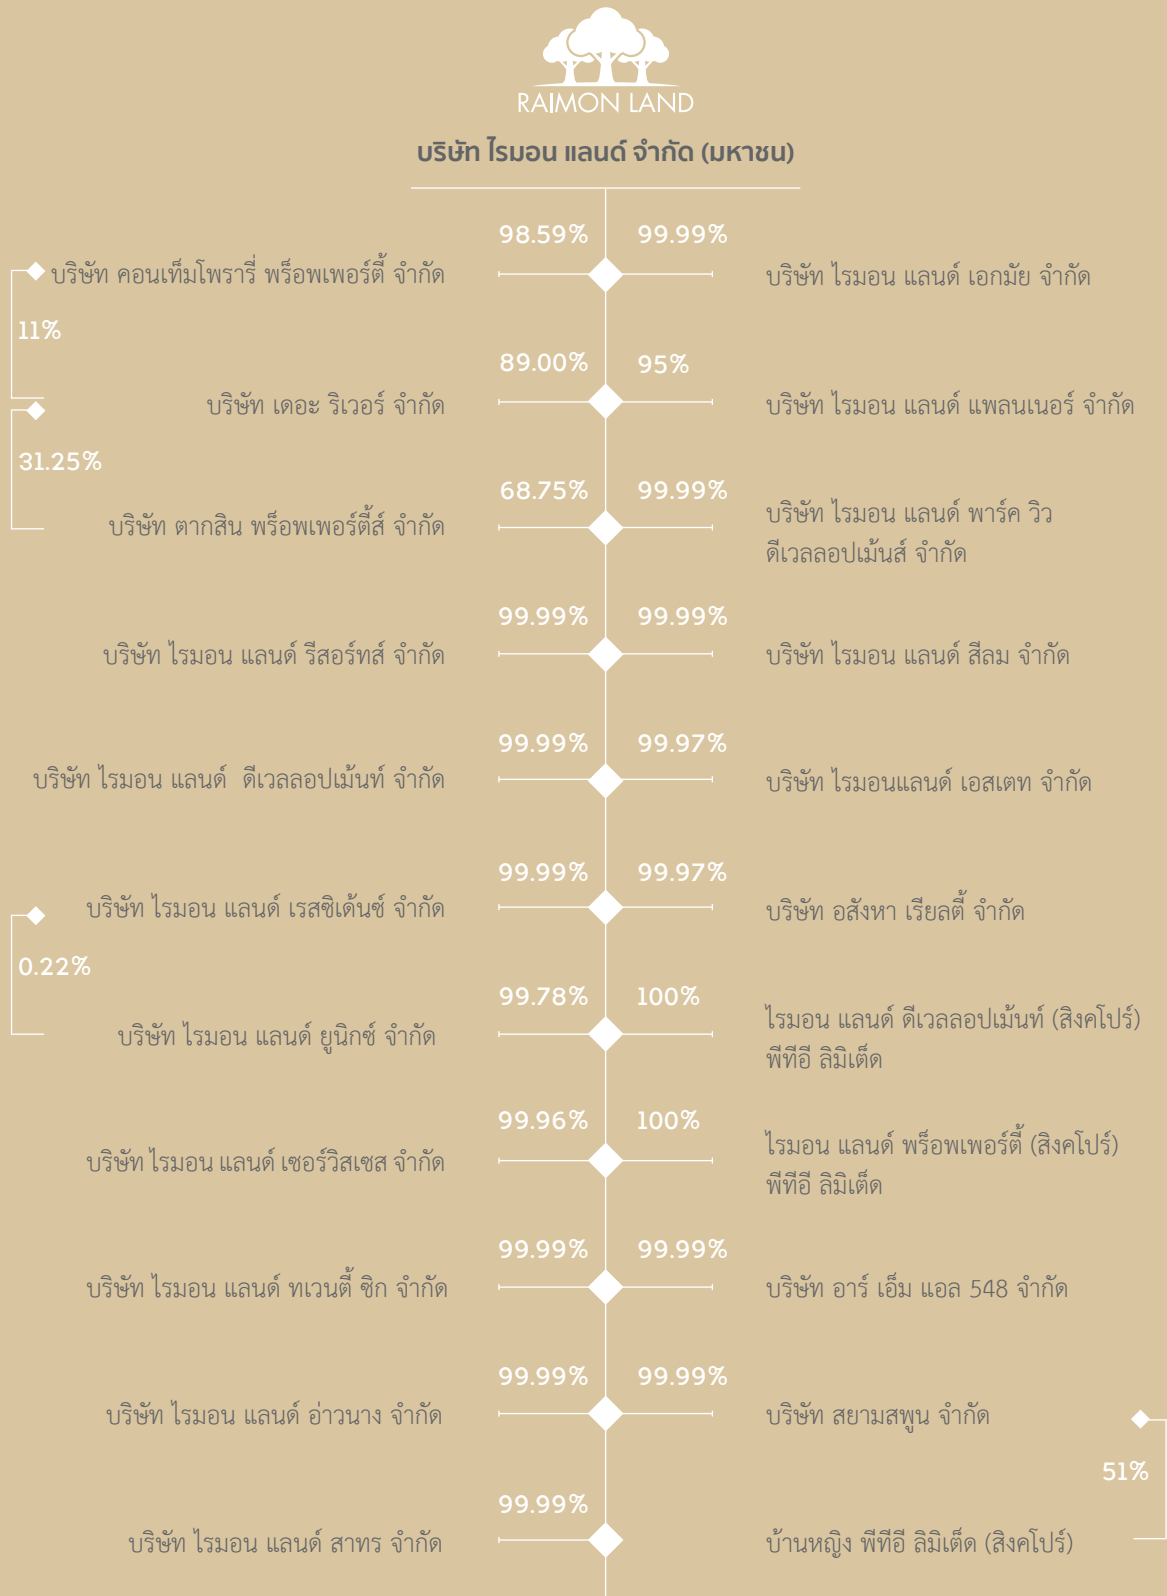 RAIMON LAND
บริษัท ไรมอน แลนด์ จำกัด (มหาชน)
98.59% 99.99%
บริษัท คอนเท็มโพรารี่ พร็อพเพอร์ตี้ จำกัด บริษัท ไรมอน แลนด์ เอกมัย จำกัด
11%
89.00% 95%
บริษัท เดอะ ริเวอร์ จำกัด บริษัท ไรมอน แลนด์ แพลนเนอร์ จำกัด
31.25%
68.75% 99.99%
บริษัท ตากสิน พร็อพเพอร์ตี้ส์ จำกัด บริษัท ไรมอน แลนด์ พาร์ค วิว
ดีเวลลอปเม้นส์ จำกัด
99.99% 99.99%
บริษัท ไรมอน แลนด์ รีสอร์ทส์ จำกัด บริษัท ไรมอน แลนด์ สีลม จำกัด
99.99% 99.97%
บริษัท ไรมอน แลนด์ ดีเวลลอปเม้นท์ จำกัด บริษัท ไรมอนแลนด์ เอสเตท จำกัด
99.99% 99.97%
บริษัท ไรมอน แลนด์ เรสซิเด้นซ์ จำกัด บริษัท อสังหา เรียลตี้ จำกัด
0.22%
99.78% 100%
บริษัท ไรมอน แลนด์ ยูนิกซ์ จำกัด ไรมอน แลนด์ ดีเวลลอปเม้นท์ (สิงคโปร์)
พีทีอี ลิมิเต็ด
99.96% 100%
บริษัท ไรมอน แลนด์ เซอร์วิสเซส จำกัด ไรมอน แลนด์ พร็อพเพอร์ตี้ (สิงคโปร์)
พีทีอี ลิมิเต็ด
99.99% 99.99%
บริษัท ไรมอน แลนด์ ทเวนตี้ ซิก จำกัด บริษัท อาร์ เอ็ม แอล 548 จำกัด
99.99% 99.99%
บริษัท ไรมอน แลนด์ อ่าวนาง จำกัด บริษัท สยามสพูน จำกัด
51%
99.99%
บริษัท ไรมอน แลนด์ สาทร จำกัด บ้านหญิง พีทีอี ลิมิเต็ด (สิงคโปร์)